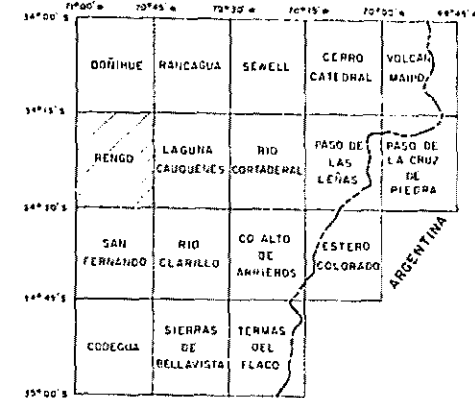 71°00' W 70°45' W 70°30' W 70°15' W 70°00' W 69°45' W
34°00' S
DOÑIHUE RANCAGUA SEWELL CERRO CATEDRAL VOLCAN MAIPO
34°15' S
RENGO LAGUNA CAUQUENES RIO CORTADERAL PASO DE LAS LEÑAS PASO DE LA CRUZ DE PIEDRA
34°30' S
SAN FERNANDO RIO CLARILLO CO ALTO DE ARRIEROS ESTERO COLORADO
ARGENTINA
34°45' S
CODEGUA SIERRAS DE BELLAVISTA TERMAS DEL FLACO
35°00' S